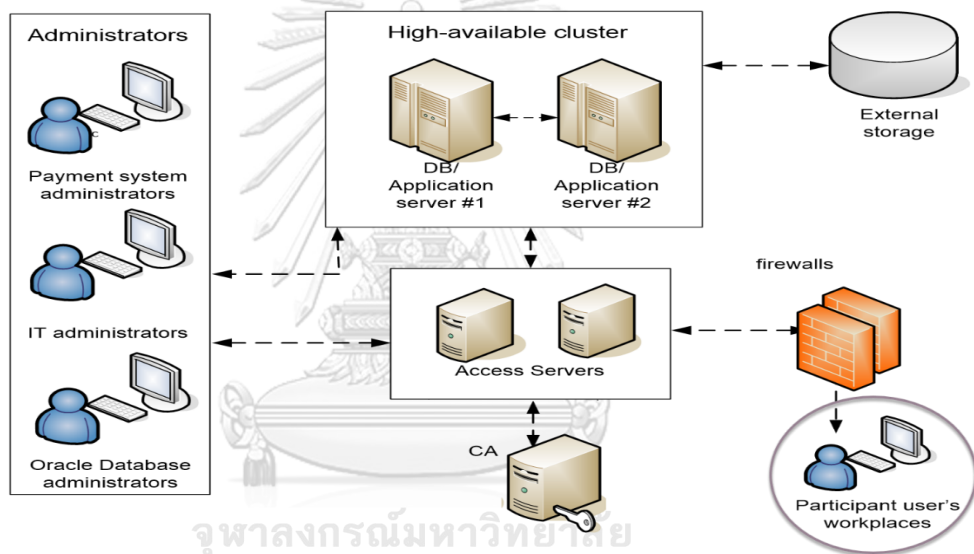 Administrators
Payment system
administrators
IT administrators
Oracle Database
administrators
High-available cluster
DB/
Application
server #1
DB/
Application
server #2
External
storage
Access Servers
CA
firewalls
Participant user's
workplaces
c
จุฬาลงกรณ์มหาวิทยาลัย